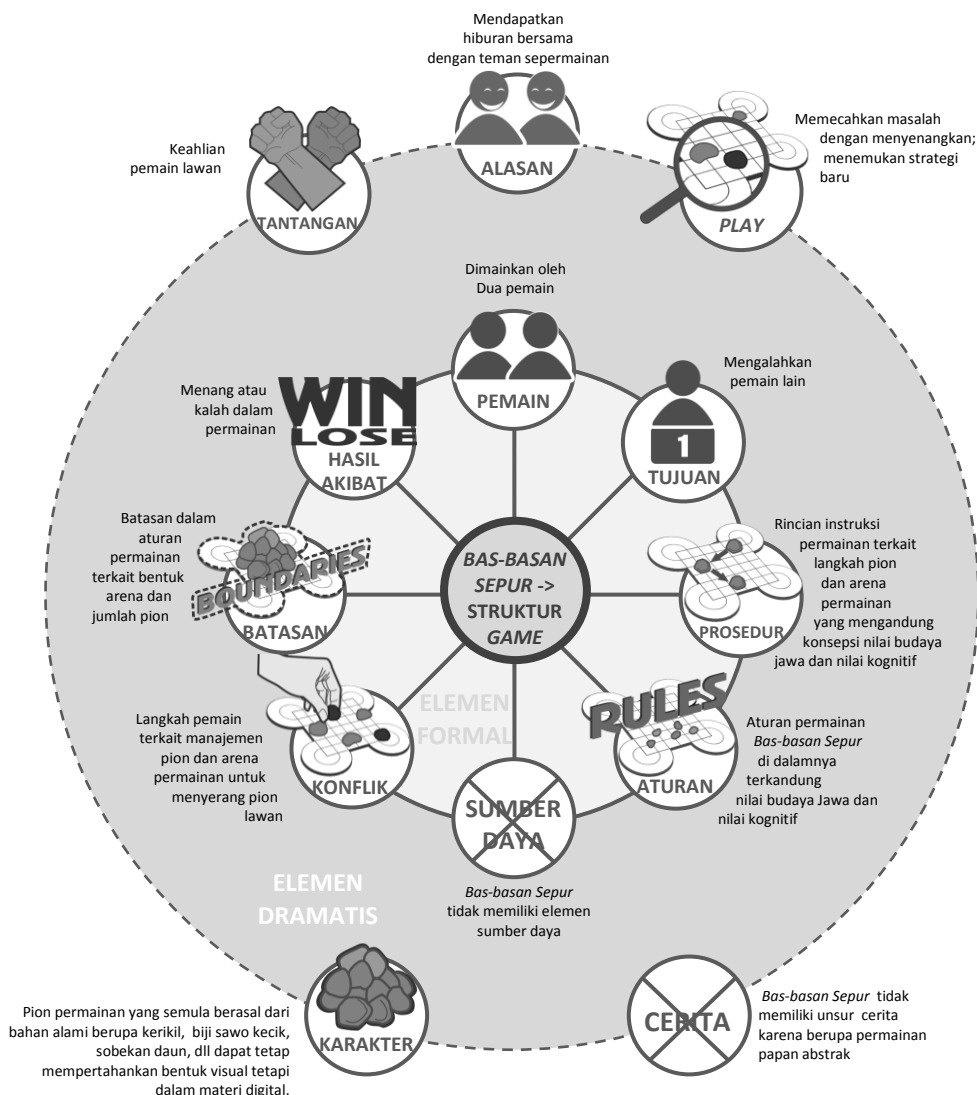 Mendapatkan
hiburan bersama
dengan teman sepermainan
ALASAN
Keahlian
pemain lawan
TANTANGAN
Memecahkan masalah
dengan menyenangkan;
menemukan strategi
baru
PLAY
Dimainkan oleh
Dua pemain
PEMAIN
Menang atau
kalah dalam
permainan
WIN
LOSE
HASIL
AKIBAT
Mengalahkan
pemain lain
1
TUJUAN
Batasan dalam
aturan
permainan
terkait bentuk
arena dan
jumlah pion
BOUNDARIES
BATASAN
BAS-BASAN
SEPUR ->
STRUKTUR
GAME
Rincian instruksi
permainan terkait
langkah pion
dan arena
permainan
yang mengandung
konsepsi nilai budaya
jawa dan nilai kognitif
PROSEDUR
Langkah pemain
terkait manajemen
pion dan arena
permainan untuk
menyerang pion
lawan
KONFLIK
ELEMEN
FORMAL
RULES
ATURAN
Aturan permainan
Bas-basan Sepur
di dalamnya
terkandung
nilai budaya Jawa dan
nilai kognitif
SUMBER
DAYA
Bas-basan Sepur
tidak memiliki elemen
sumber daya
ELEMEN
DRAMATIS
Pion permainan yang semula berasal dari
bahan alami berupa kerikil, biji sawo kecik,
sobekan daun, dll dapat tetap
mempertahankan bentuk visual tetapi
dalam materi digital.
KARAKTER
CERITA
Bas-basan Sepur tidak
memiliki unsur cerita
karena berupa permainan
papan abstrak